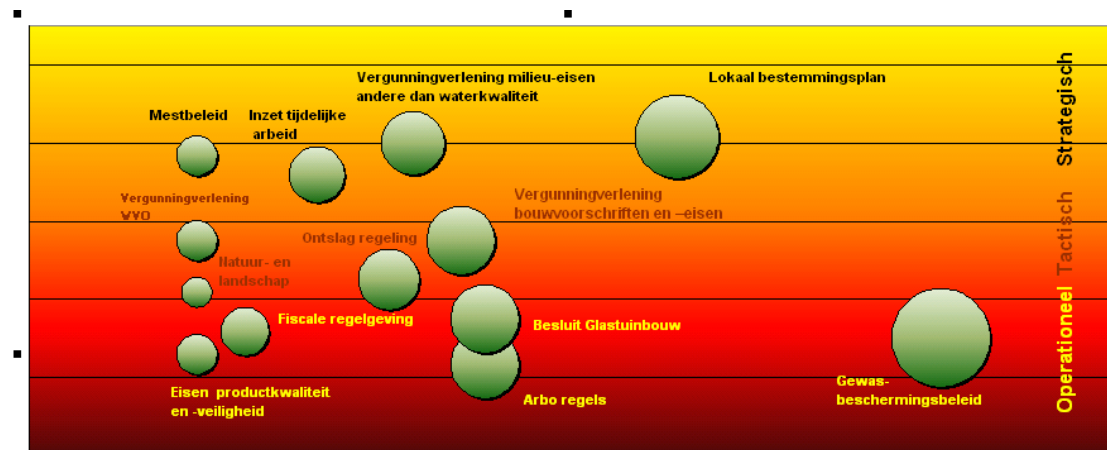 Vergunningverlening milieu-eisen
andere dan waterkwaliteit
Lokaal bestemmingsplan
Mestbeleid
Inzet tijdelijke
arbeid
Vergunningverlening
WVO
Vergunningverlening
bouwvoorschriften en –eisen
Ontslag regeling
Natuur- en
landschap
Fiscale regelgeving
Besluit Glastuinbouw
Eisen productkwaliteit
en -veiligheid
Arbo regels
Gewas-
beschermingsbeleid
Operationeel Tactisch Strategisch